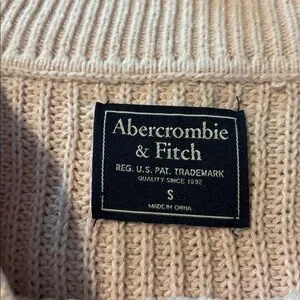 Abercrombie
& Fitch
REG. U.S. PAT. TRADEMARK
QUALITY SINCE 1892
S
MADE IN CHINA